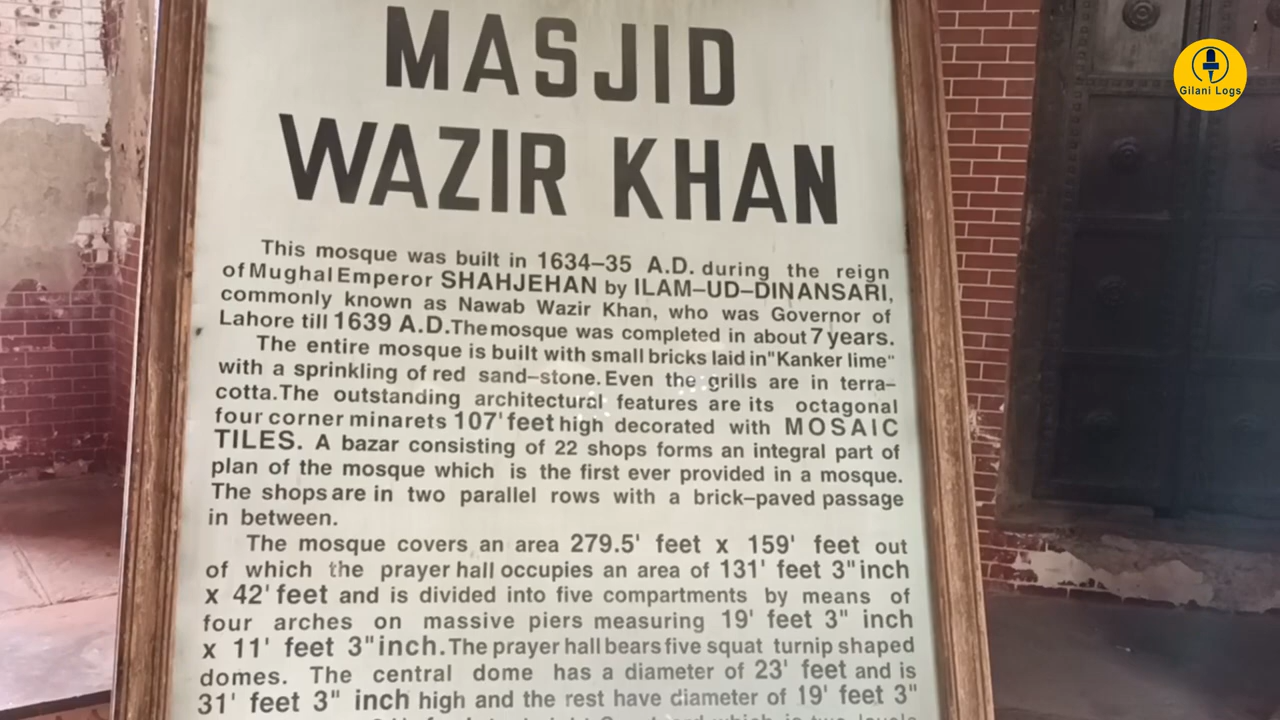 MASJID
WAZIR KHAN
This mosque was built in 1634–35 A.D. during the reign
of Mughal Emperor SHAHJEHAN by ILAM–UD–DIN ANSARI,
commonly known as Nawab Wazir Khan, who was Governor of
Lahore till 1639 A.D. The mosque was completed in about 7 years.
The entire mosque is built with small bricks laid in "Kanker lime"
with a sprinkling of red sand–stone. Even the grills are in terra–
cotta. The outstanding architectural features are its octagonal
four corner minarets 107' feet high decorated with MOSAIC
TILES. A bazar consisting of 22 shops forms an integral part of
plan of the mosque which is the first ever provided in a mosque.
The shops are in two parallel rows with a brick–paved passage
in between.
The mosque covers an area 279.5' feet x 159' feet out
of which the prayer hall occupies an area of 131' feet 3" inch
x 42' feet and is divided into five compartments by means of
four arches on massive piers measuring 19' feet 3" inch
x 11' feet 3" inch. The prayer hall bears five squat turnip shaped
domes. The central dome has a diameter of 23' feet and is
31' feet 3" inch high and the rest have diameter of 19' feet 3"
which is two levels
Gilani Logs